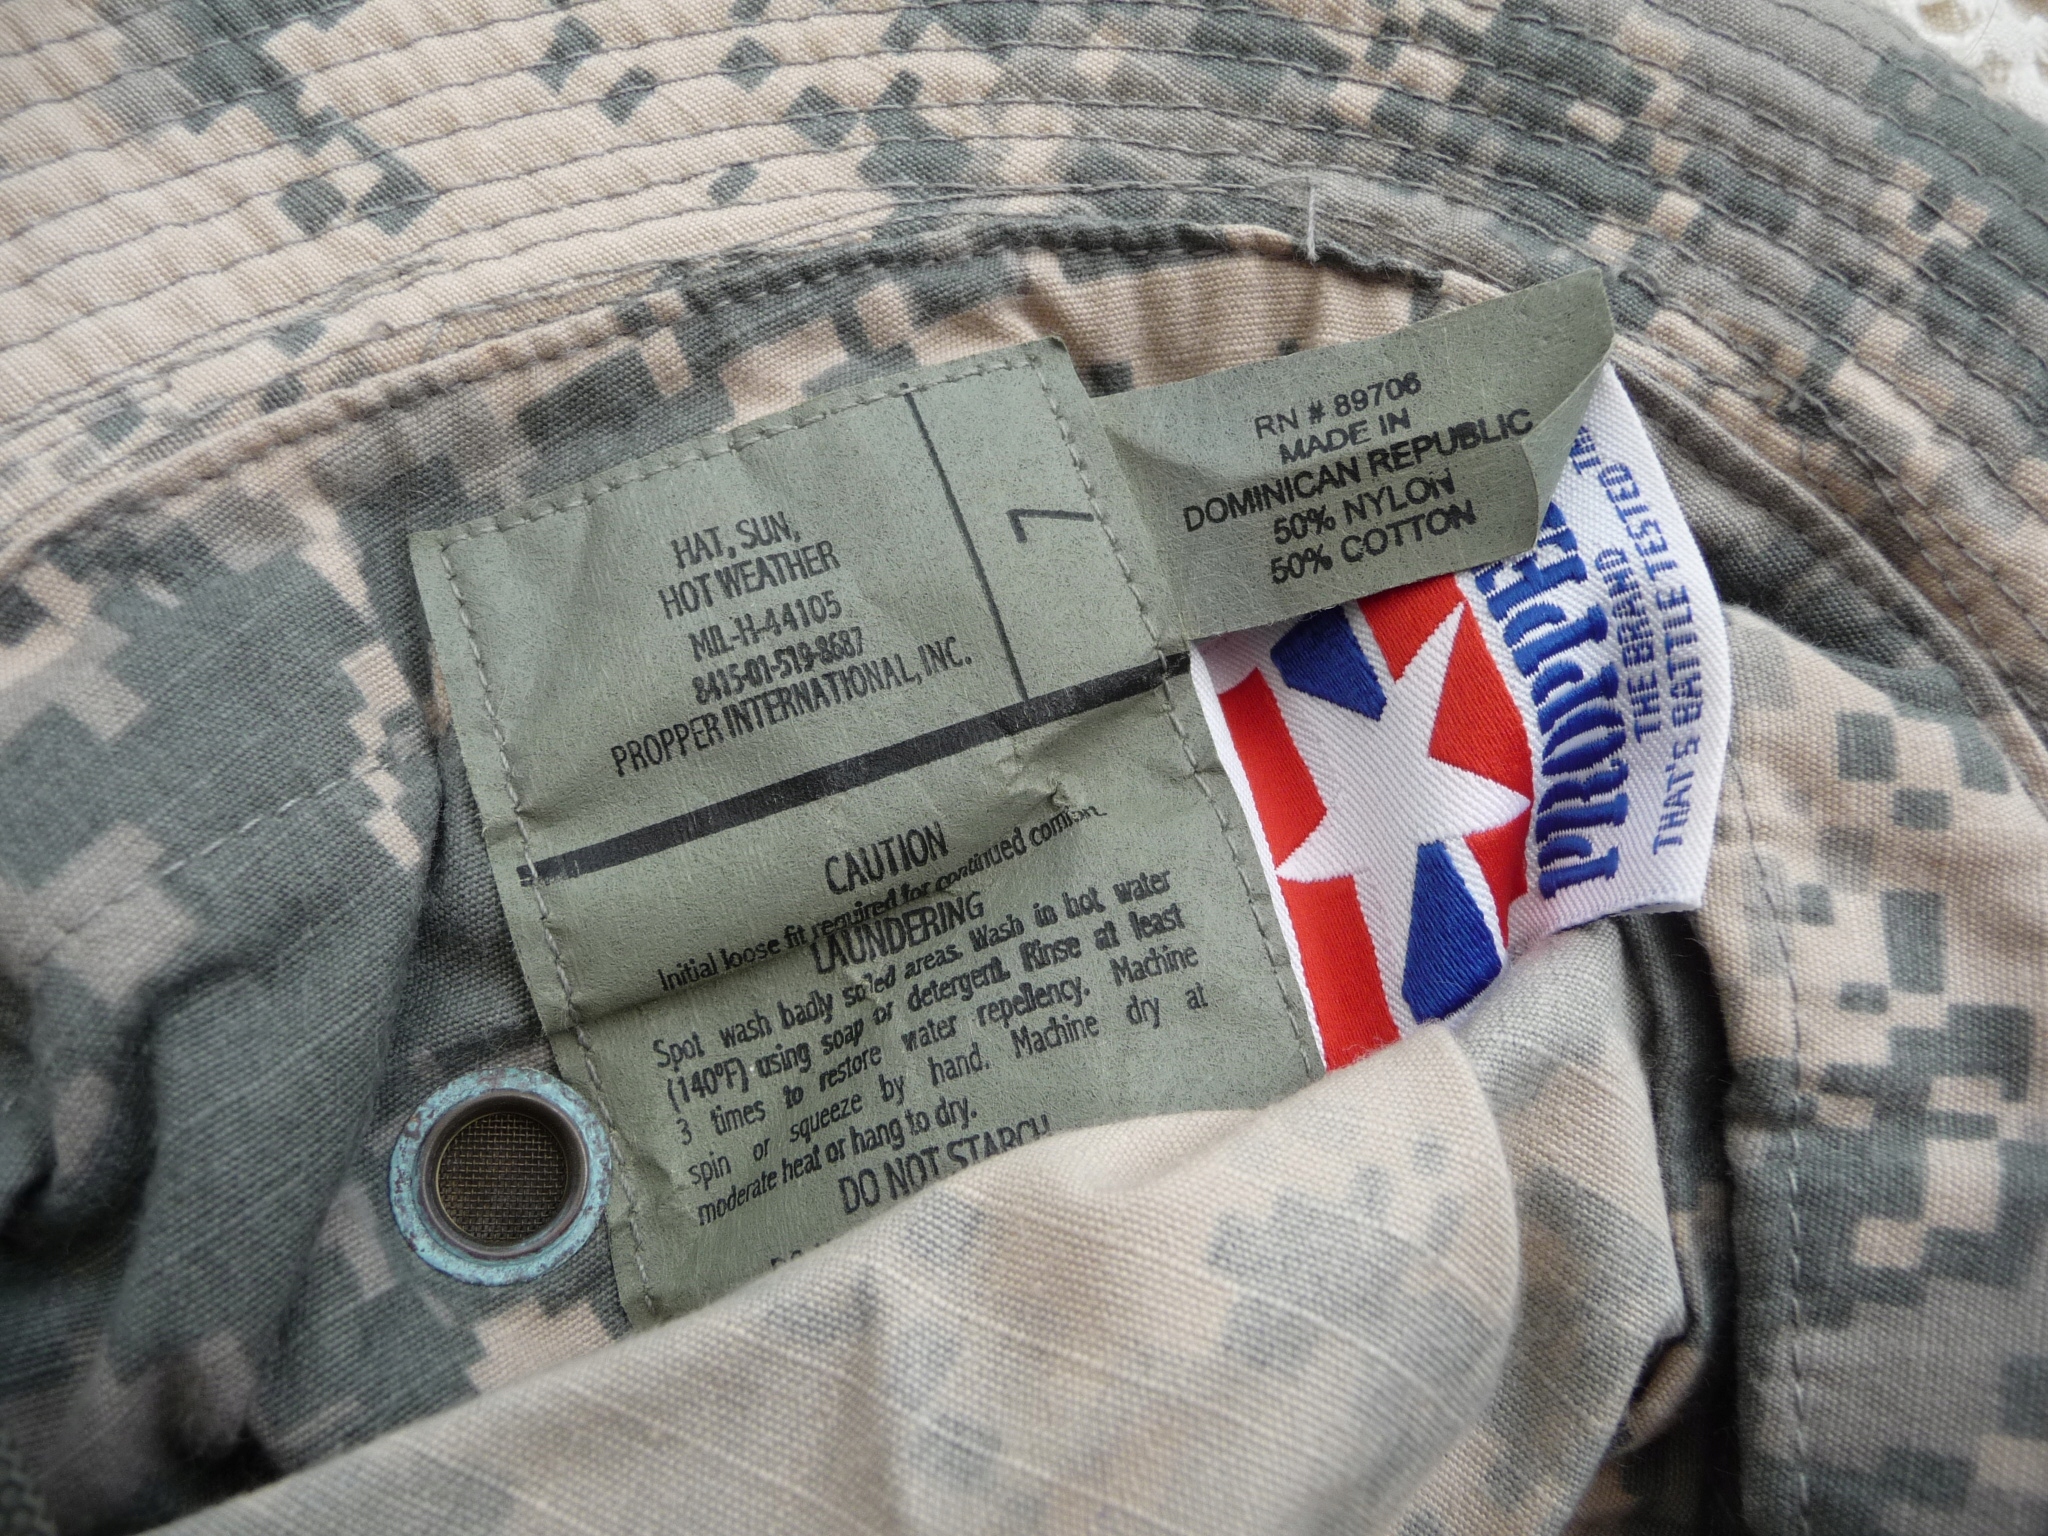 HAT, SUN,
HOT WEATHER
MIL-H-44105
8415-01-519-8687
PROPPER INTERNATIONAL, INC.
7
RN # 89706
MADE IN
DOMINICAN REPUBLIC
50% NYLON
50% COTTON
PROPPER
THE BRAND
THAT'S BATTLE TESTED
CAUTION
Initial loose fit required for continued comfort.
LAUNDERING
Spot wash badly soiled areas. Wash in hot water
(140°F) using soap or detergent. Rinse at least
3 times to restore water repellency. Machine
spin or squeeze by hand. Machine dry at
moderate heat or hang to dry.
DO NOT STARCH